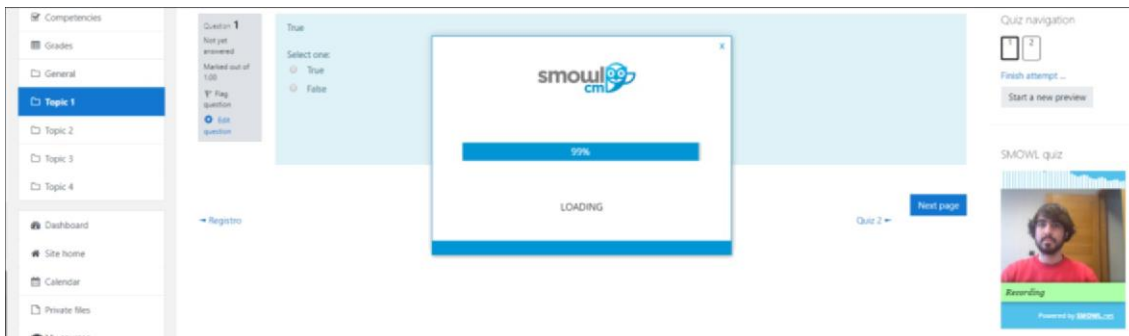 Competencies
Grades
General
Topic 1
Topic 2
Topic 3
Topic 4
Dashboard
Site home
Calendar
Private files
Question 1
Not yet
answered
Marked out of
1.00
Flag
question
Edit
question
True
Select one:
True
False
x
smowl
cm
99%
LOADING
Registro
Quiz 2
Next page
Quiz navigation
1 2
Finish attempt ...
Start a new preview
SMOWL quiz
Recording
Powered by SMOWL.net